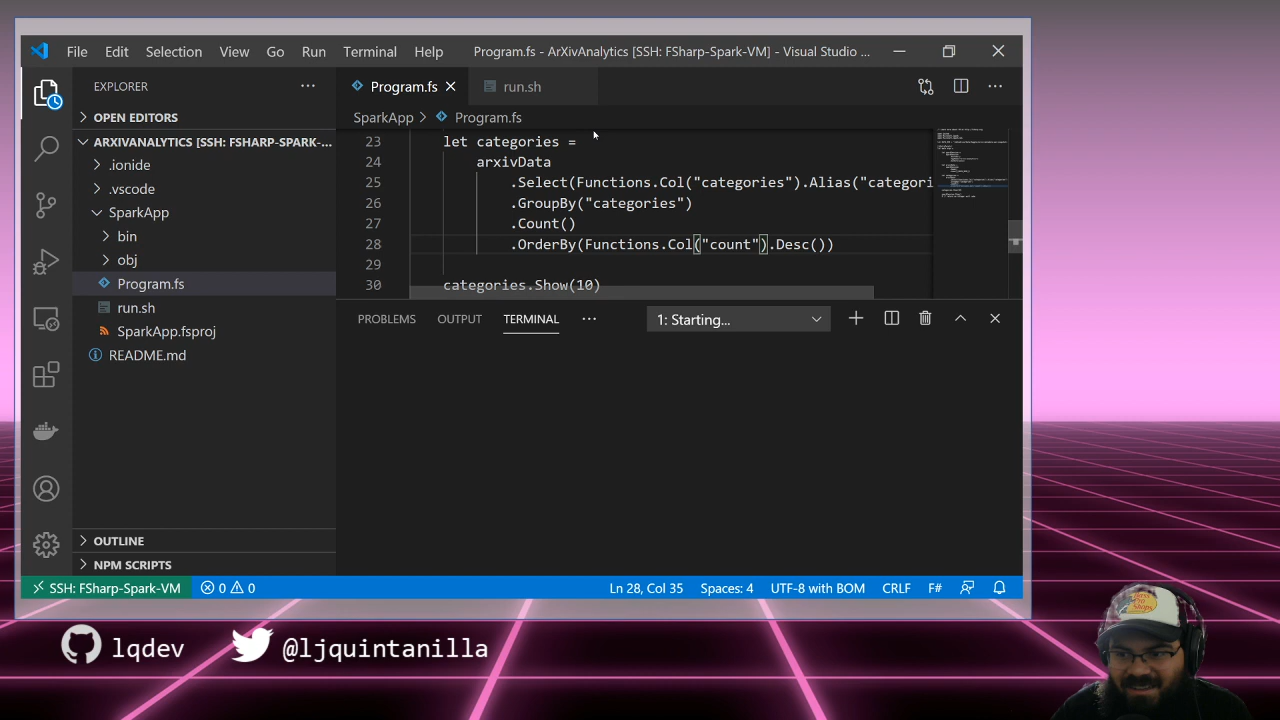 File Edit Selection View Go Run Terminal Help Program.fs - ArXivAnalytics [SSH: FSharp-Spark-VM] - Visual Studio ...
EXPLORER
OPEN EDITORS
ARXIVANALYTICS [SSH: FSHARP-SPARK-...
.ionide
.vscode
SparkApp
bin
obj
Program.fs
run.sh
SparkApp.fsproj
README.md
OUTLINE
NPM SCRIPTS
Program.fs run.sh
SparkApp Program.fs
23 let categories =
24 arxivData
25 .Select(Functions.Col("categories").Alias("categori
26 .GroupBy("categories")
27 .Count()
28 .OrderBy(Functions.Col("count").Desc())
29
30 categories.Show(10)
PROBLEMS OUTPUT TERMINAL ... 1: Starting...
SSH: FSharp-Spark-VM 0 0 Ln 28, Col 35 Spaces: 4 UTF-8 with BOM CRLF F#
lqdev @ljquintanilla